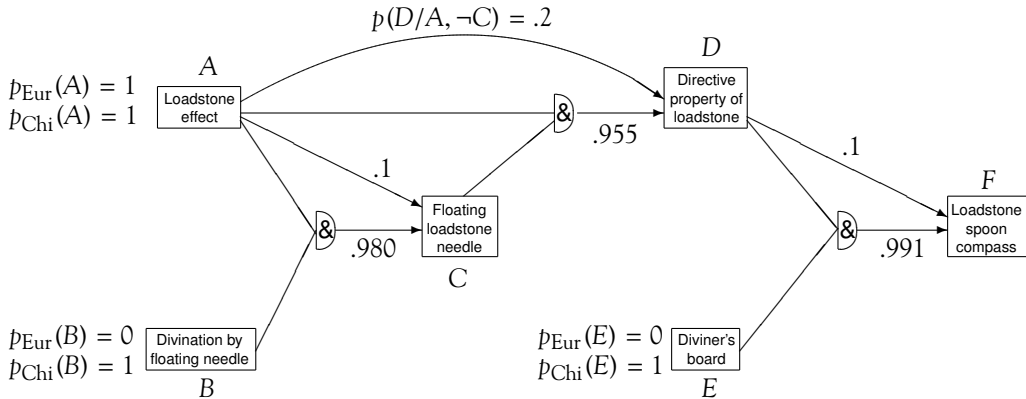 p(D/A, ¬C) = .2
D
A
p_Eur(A) = 1
p_Chi(A) = 1
Loadstone
effect
&
.955
Directive
property of
loadstone
.1
.1
F
&
.980
Floating
loadstone
needle
C
&
.991
Loadstone
spoon
compass
p_Eur(B) = 0
p_Chi(B) = 1
Divination by
floating needle
B
p_Eur(E) = 0
p_Chi(E) = 1
Diviner's
board
E